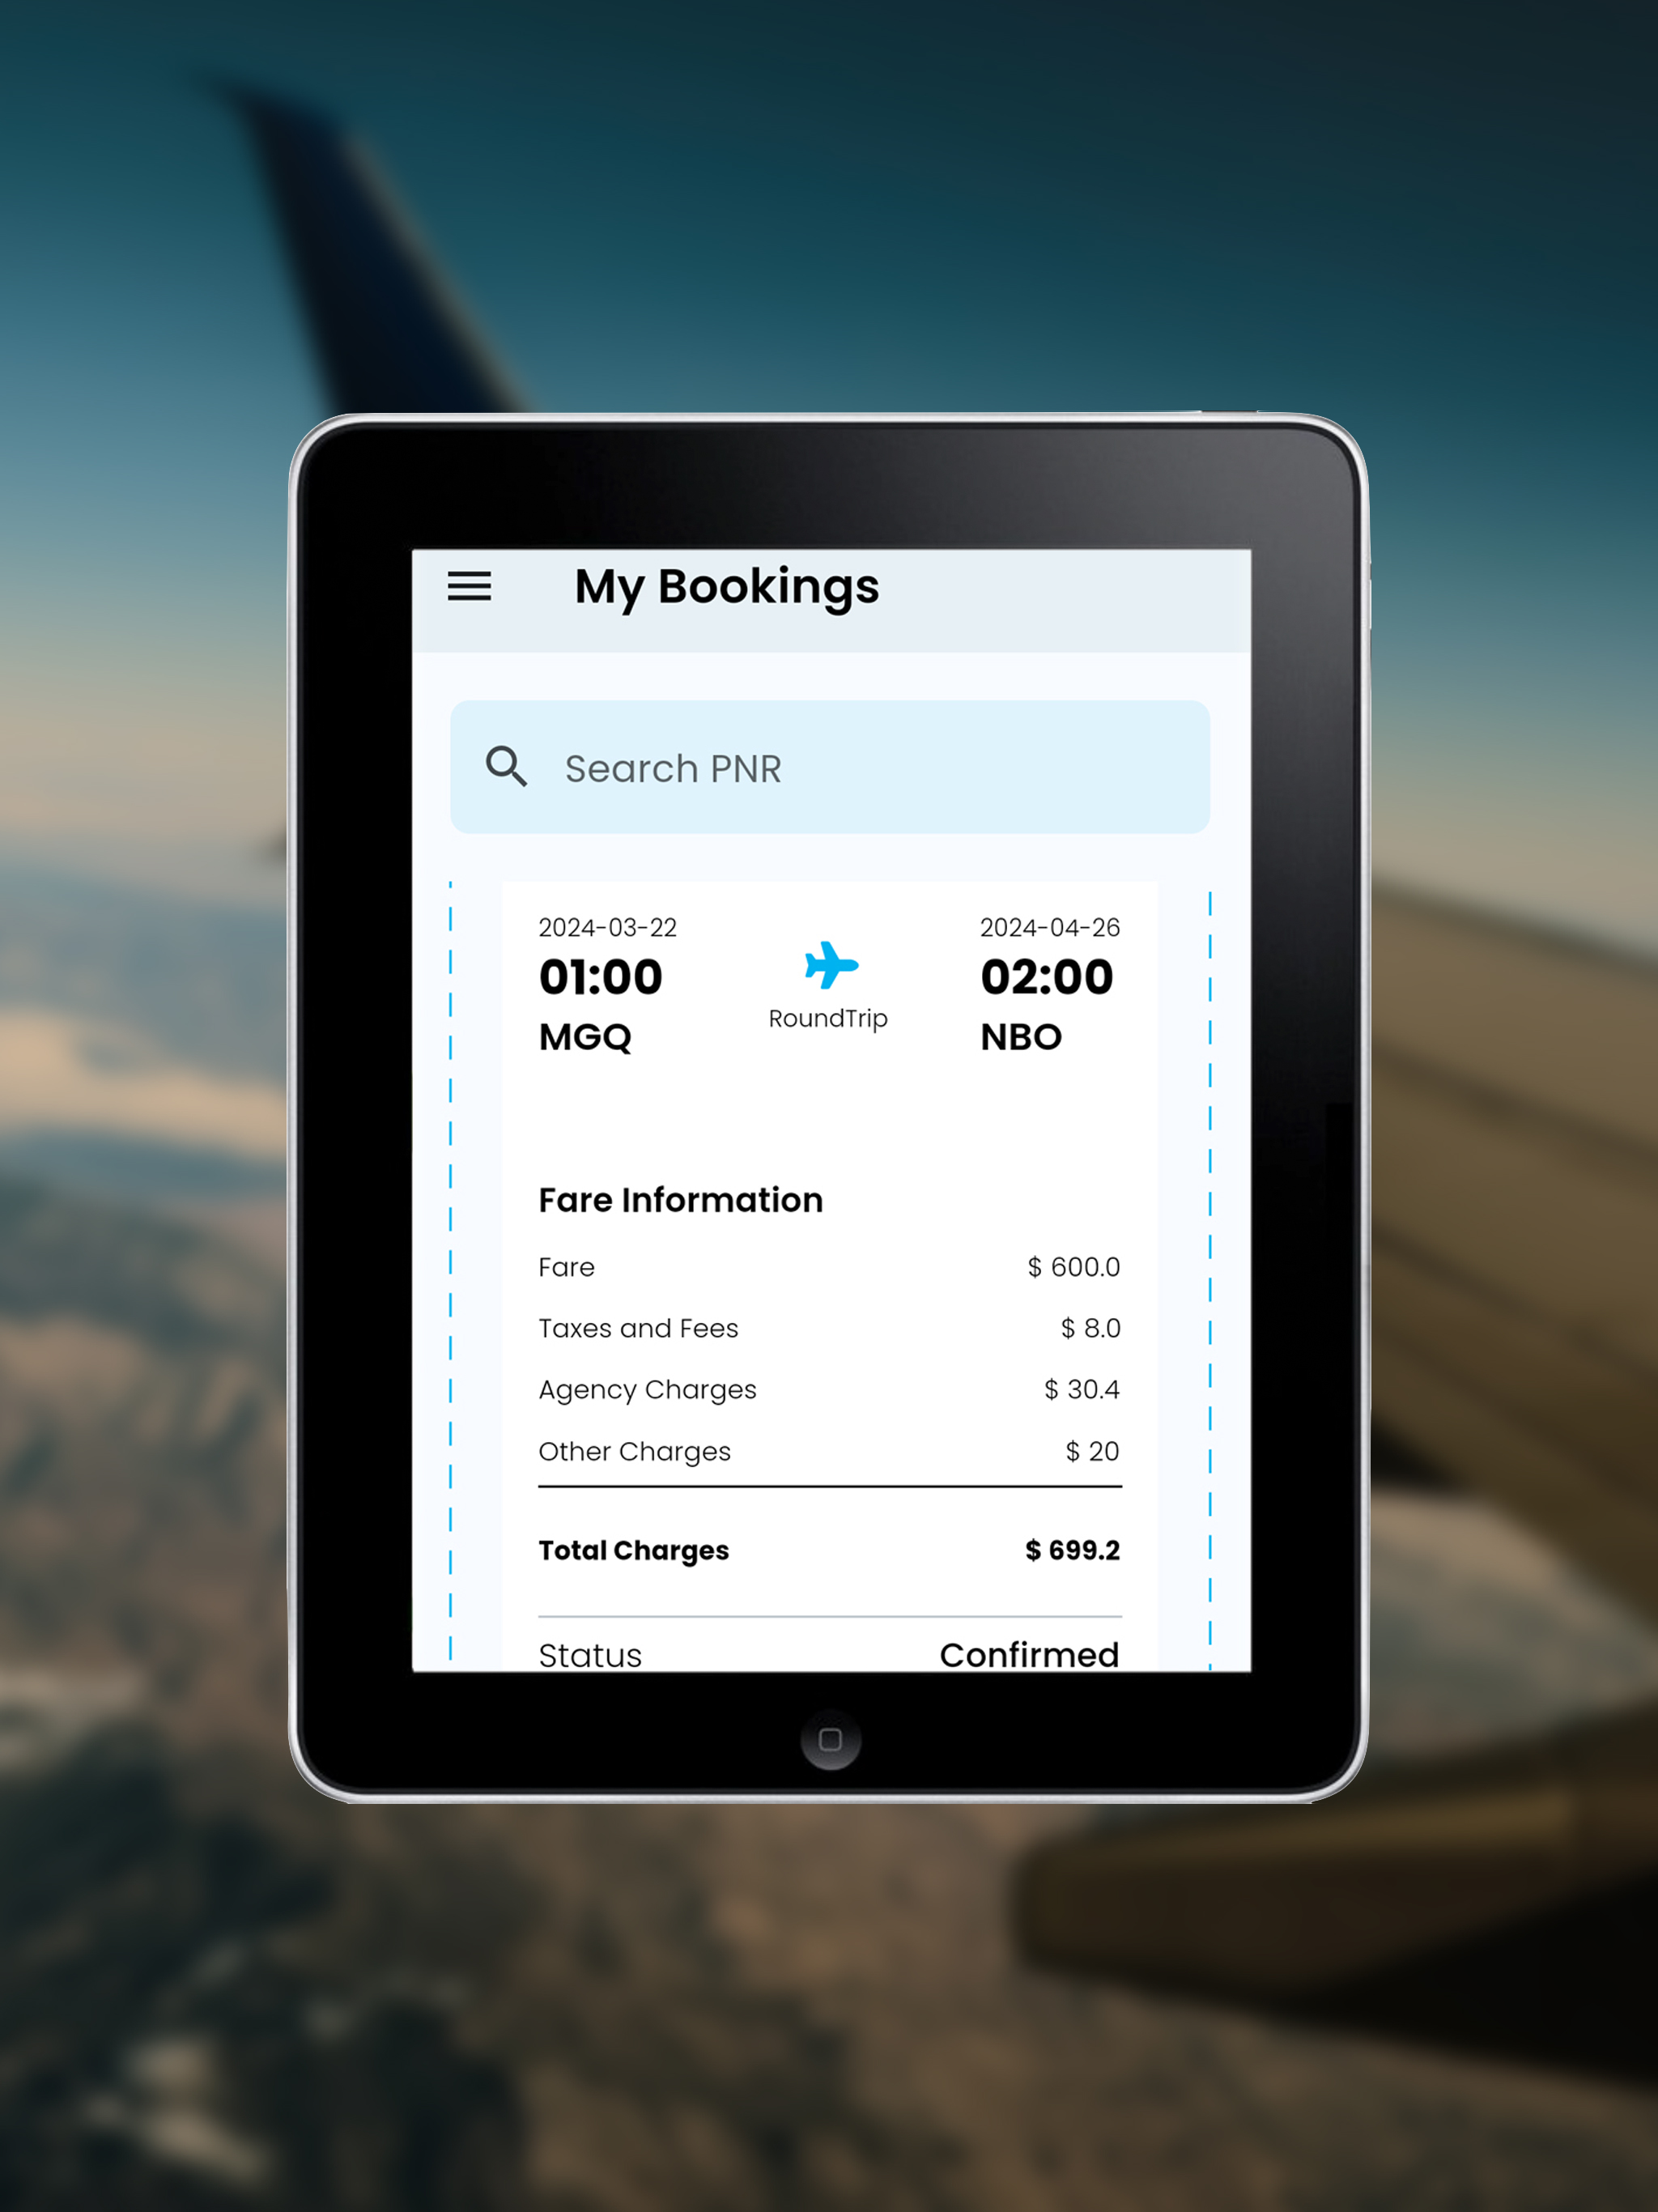 My Bookings
Search PNR
2024-03-22
01:00
MGQ
RoundTrip
2024-04-26
02:00
NBO
Fare Information
Fare $ 600.0
Taxes and Fees $ 8.0
Agency Charges $ 30.4
Other Charges $ 20
Total Charges $ 699.2
Status Confirmed